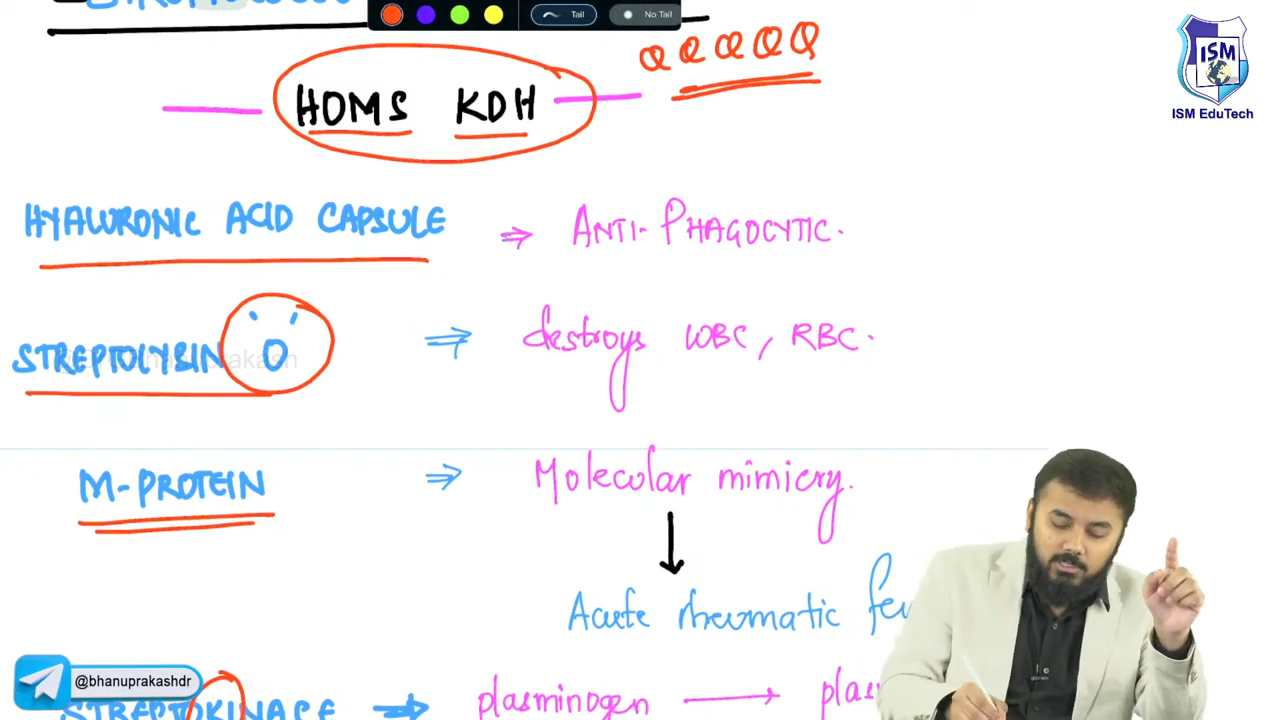 Tail
No Tail
Q Q Q Q Q
HOMS KDH
ISM
ISM EduTech
HYALURONIC ACID CAPSULE ⇒ ANTI-PHAGOCYTIC.
STREPTOLYSIN "O" ⇒ destroys WBC, RBC.
M-PROTEIN ⇒ Molecular mimicry.
↓
Acute rheumatic
@bhanuprakashdr
STREPTOKINASE ⇒ plasminogen →